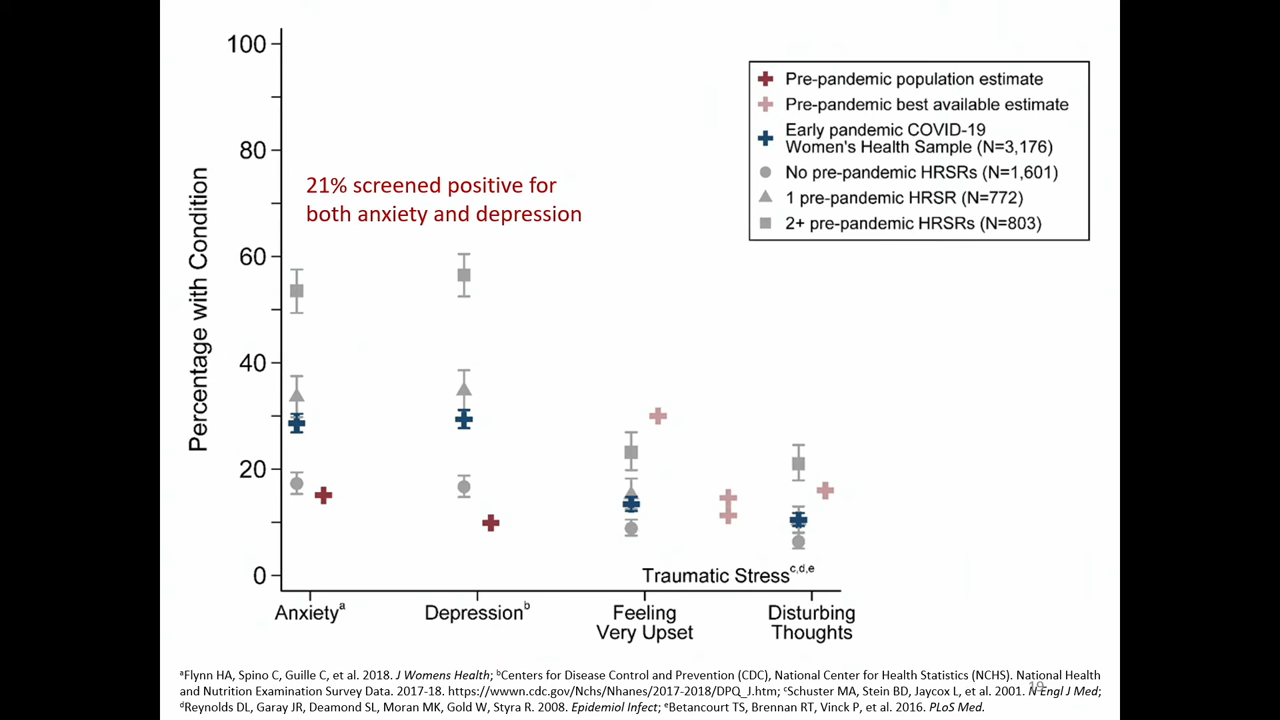 100
80
60
40
20
0
Percentage with Condition
21% screened positive for
both anxiety and depression
Pre-pandemic population estimate
Pre-pandemic best available estimate
Early pandemic COVID-19
Women's Health Sample (N=3,176)
No pre-pandemic HRSRs (N=1,601)
1 pre-pandemic HRSR (N=772)
2+ pre-pandemic HRSRs (N=803)
Traumatic Stressc,d,e
Anxietya
Depressionb
Feeling
Very Upset
Disturbing
Thoughts
aFlynn HA, Spino C, Guille C, et al. 2018. J Womens Health; bCenters for Disease Control and Prevention (CDC), National Center for Health Statistics (NCHS). National Health
and Nutrition Examination Survey Data. 2017-18. https://wwwn.cdc.gov/Nchs/Nhanes/2017-2018/DPQ_J.htm; cSchuster MA, Stein BD, Jaycox L, et al. 2001. N Engl J Med;
dReynolds DL, Garay JR, Deamond SL, Moran MK, Gold W, Styra R. 2008. Epidemiol Infect; eBetancourt TS, Brennan RT, Vinck P, et al. 2016. PLoS Med.
19